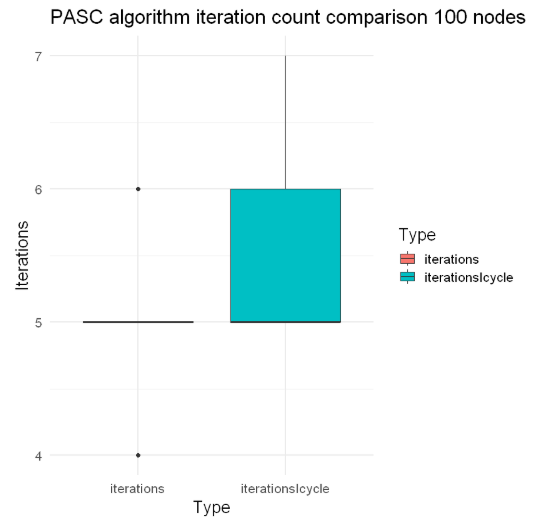 PASC algorithm iteration count comparison 100 nodes
7
6
5
4
Iterations
iterations
iterationslcycle
Type
Type
iterations
iterationslcycle